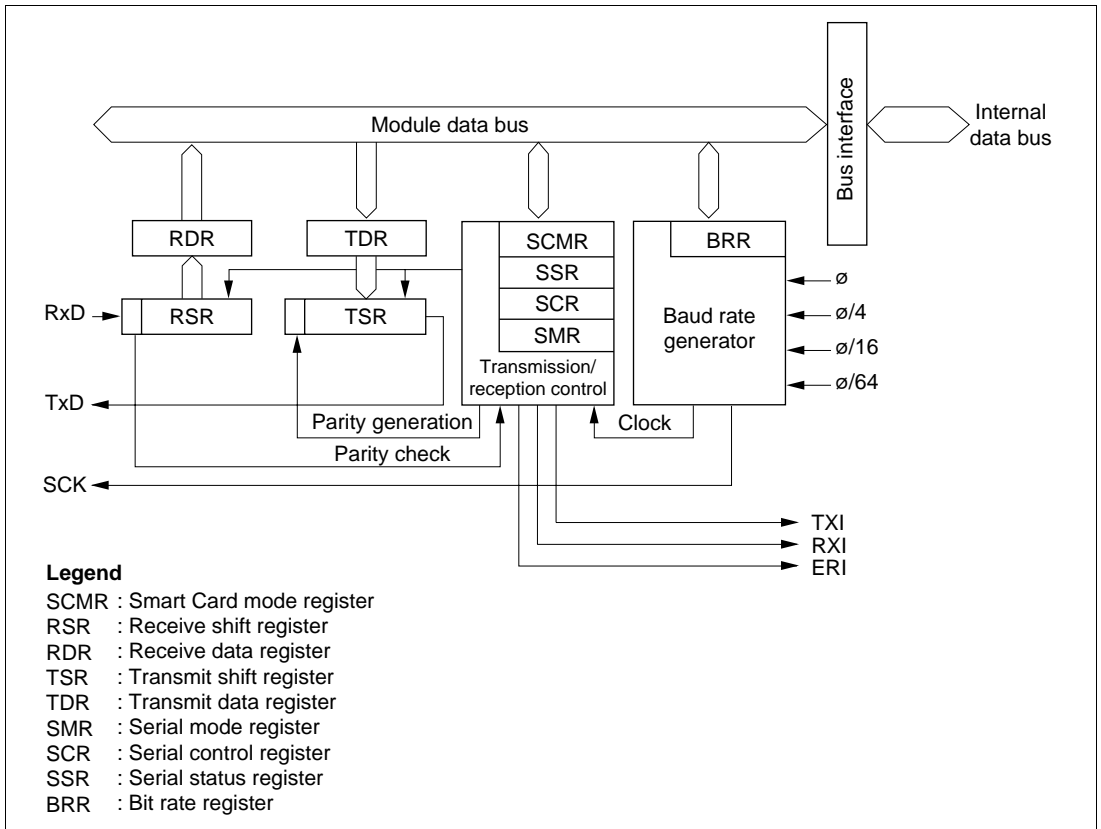 Module data bus
Bus interface
Internal
data bus
RDR
TDR
SCMR
SSR
SCR
SMR
Transmission/
reception control
BRR
Baud rate
generator
ø
ø/4
ø/16
ø/64
RxD
RSR
TSR
TxD
Parity generation
Parity check
Clock
SCK
TXI
RXI
ERI
Legend
SCMR : Smart Card mode register
RSR : Receive shift register
RDR : Receive data register
TSR : Transmit shift register
TDR : Transmit data register
SMR : Serial mode register
SCR : Serial control register
SSR : Serial status register
BRR : Bit rate register